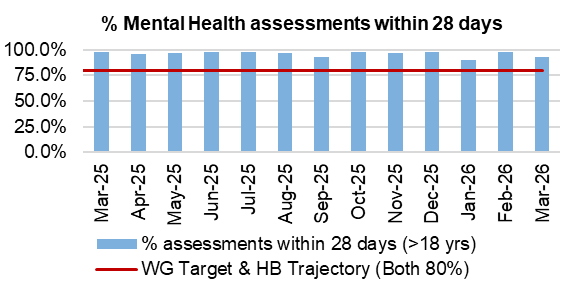 % Mental Health assessments within 28 days
100.0%
75.0%
50.0%
25.0%
0.0%
Mar-25
Apr-25
May-25
Jun-25
Jul-25
Aug-25
Sep-25
Oct-25
Nov-25
Dec-25
Jan-26
Feb-26
Mar-26
% assessments within 28 days (>18 yrs)
WG Target & HB Trajectory (Both 80%)